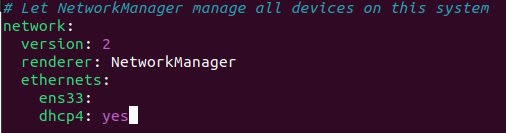 # Let NetworkManager manage all devices on this system
network:
  version: 2
  renderer: NetworkManager
  ethernets:
    ens33:
    dhcp4: yes